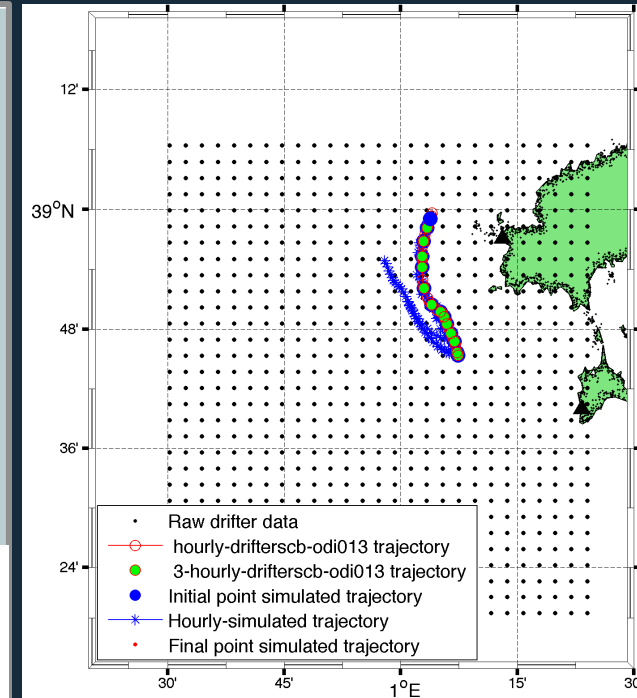 12'
39°N
48'
36'
24'
Raw drifter data
hourly-drifterscb-odi013 trajectory
3-hourly-drifterscb-odi013 trajectory
Initial point simulated trajectory
Hourly-simulated trajectory
Final point simulated trajectory
30'
45'
1°E
15'